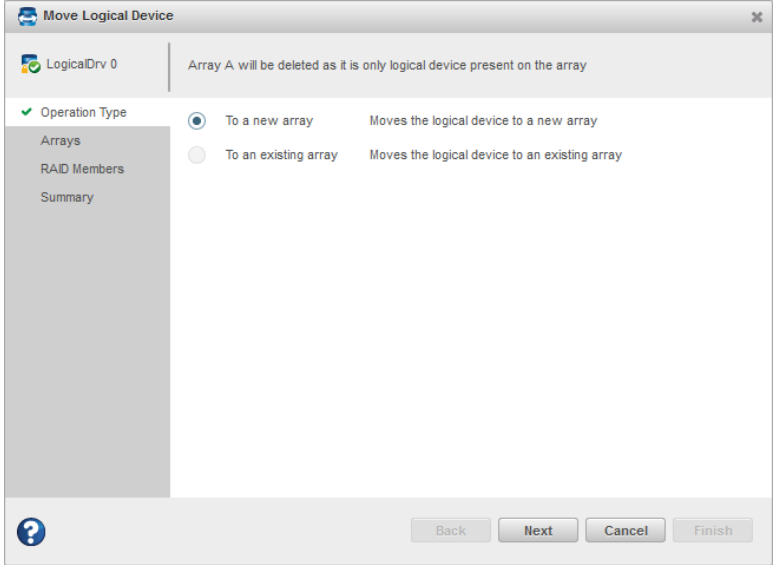 Move Logical Device
LogicalDrv 0
Array A will be deleted as it is only logical device present on the array
Operation Type
Arrays
RAID Members
Summary
To a new array Moves the logical device to a new array
To an existing array Moves the logical device to an existing array
?
Back Next Cancel Finish